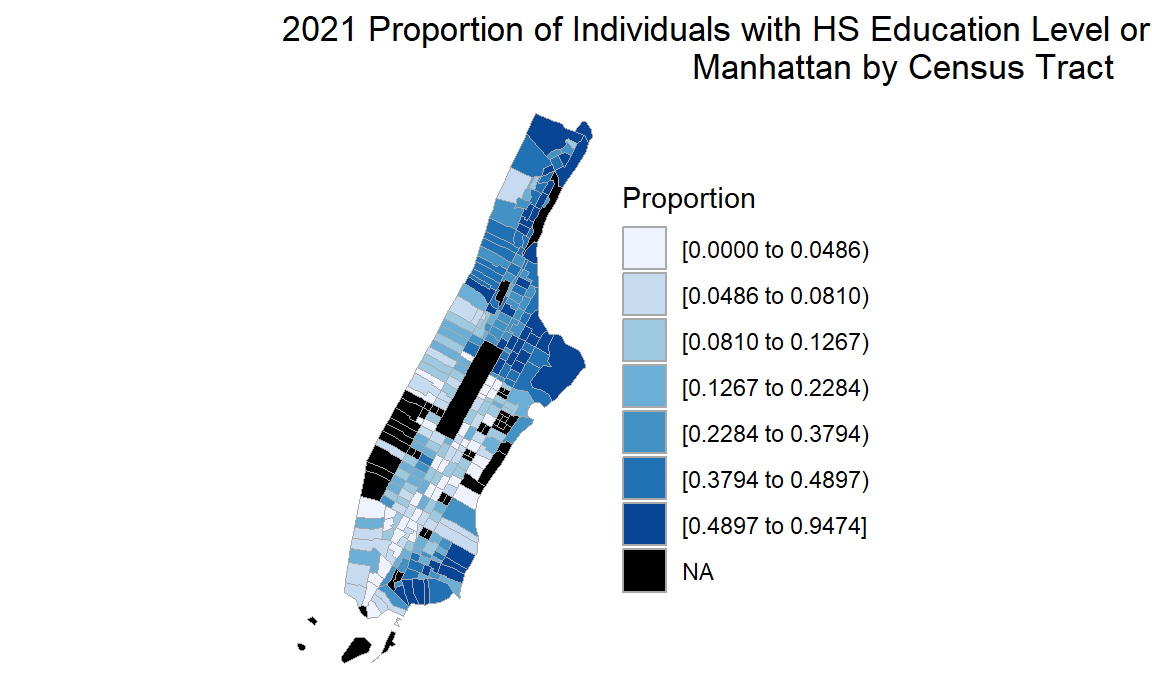 2021 Proportion of Individuals with HS Education Level or
Manhattan by Census Tract
Proportion
[0.0000 to 0.0486)
[0.0486 to 0.0810)
[0.0810 to 0.1267)
[0.1267 to 0.2284)
[0.2284 to 0.3794)
[0.3794 to 0.4897)
[0.4897 to 0.9474]
NA